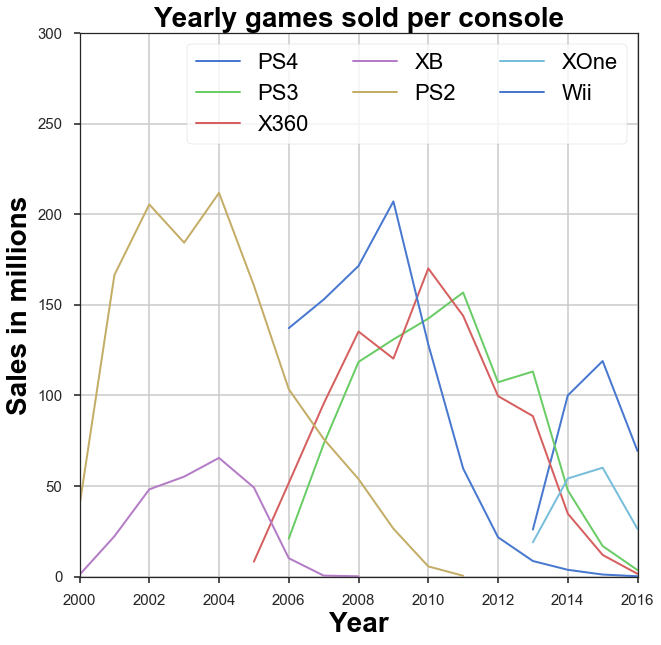 Yearly games sold per console
300
PS4 XB XOne
PS3 PS2 Wii
X360
250
200
150
100
50
0
Sales in millions
2000 2002 2004 2006 2008 2010 2012 2014 2016
Year